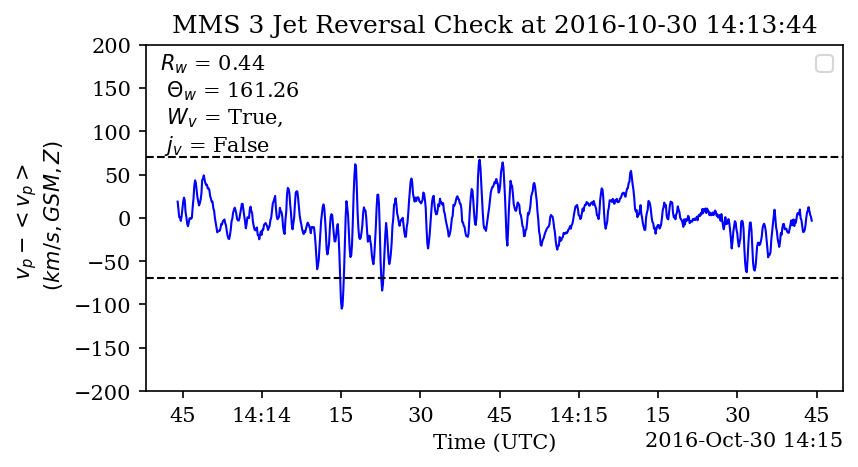 MMS 3 Jet Reversal Check at 2016-10-30 14:13:44
R_w = 0.44
Θ_w = 161.26
W_v = True,
j_v = False
v_p − < v_p >
(km/s, GSM, Z)
200
150
100
50
0
−50
−100
−150
−200
45 14:14 15 30 45 14:15 15 30 45
Time (UTC)
2016-Oct-30 14:15